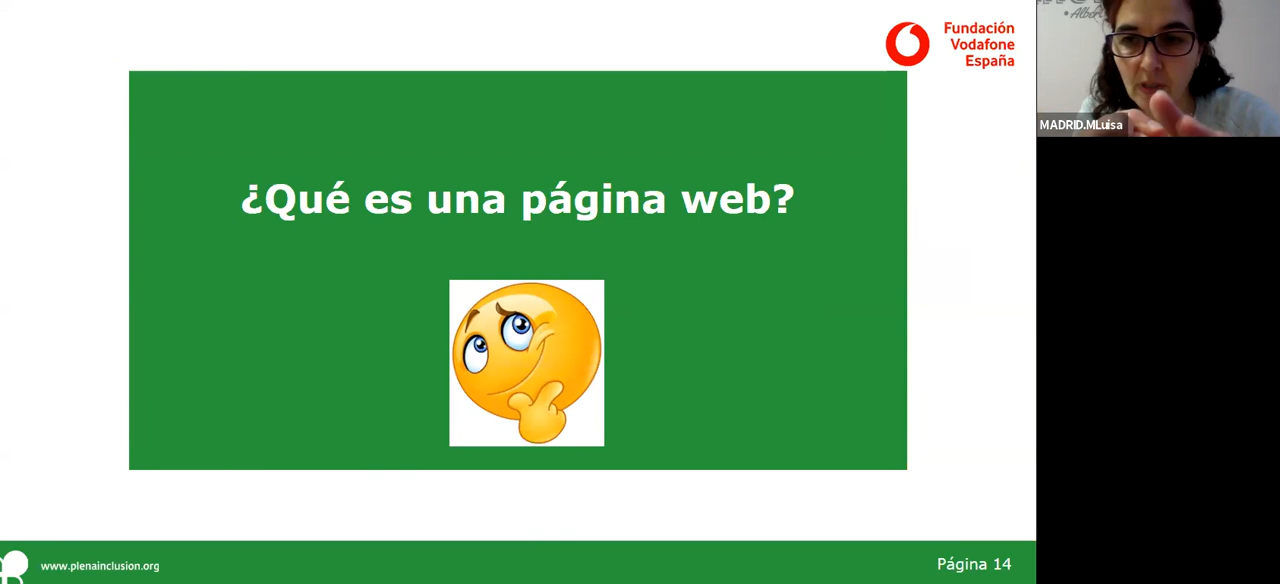 Fundación
Vodafone
España
¿Qué es una página web?
www.plenainclusion.org
Página 14
MADRID.MLuisa